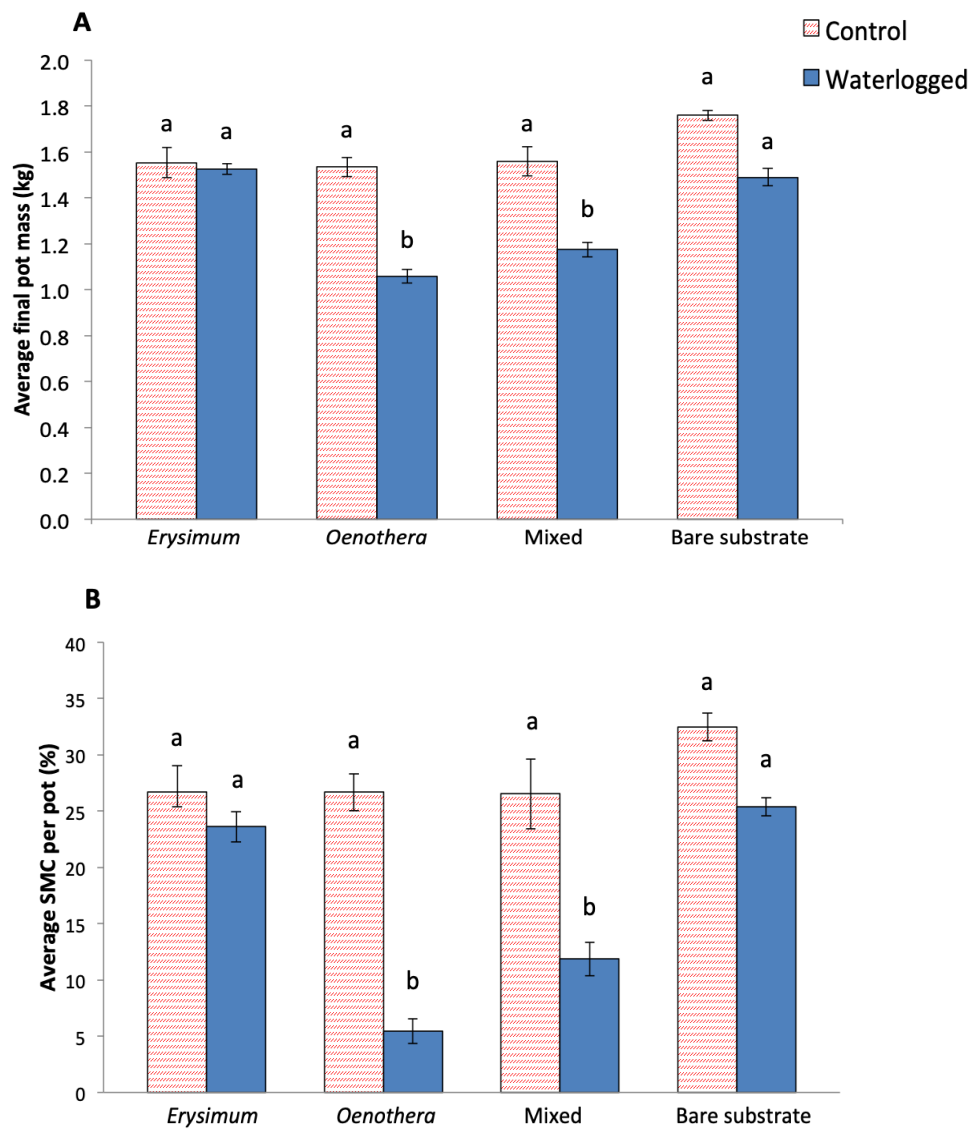 A
Control
Waterlogged
Average final pot mass (kg)
2.0
1.8
1.6
1.4
1.2
1.0
0.8
0.6
0.4
0.2
0.0
a
a
a
b
a
b
a
a
Erysimum
Oenothera
Mixed
Bare substrate
B
Average SMC per pot (%)
40
35
30
25
20
15
10
5
0
a
a
a
b
a
b
a
a
Erysimum
Oenothera
Mixed
Bare substrate